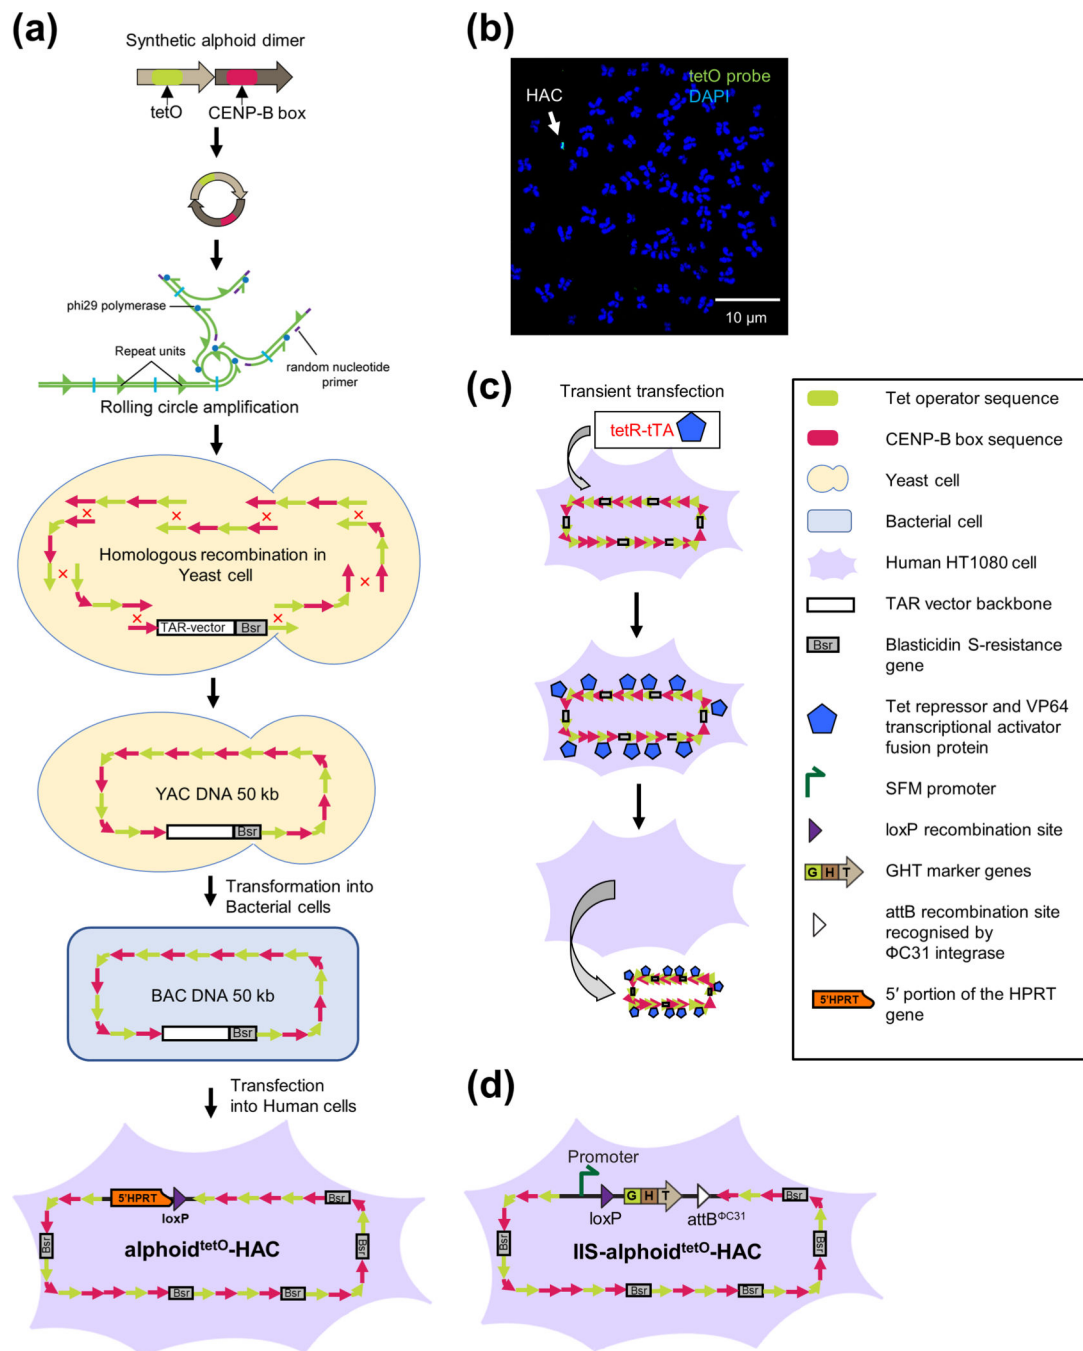 (a)
Synthetic alphoid dimer
tetO
CENP-B box
phi29 polymerase
Repeat units
random nucleotide
primer
Rolling circle amplification
Homologous recombination in
Yeast cell
TAR-vector
Bsr
YAC DNA 50 kb
Bsr
Transformation into
Bacterial cells
BAC DNA 50 kb
Bsr
Transfection
into Human cells
5'HPRT
loxP
Bsr
Bsr
Bsr
alphoidtetO-HAC
Bsr
Bsr
(b)
tetO probe
DAPI
HAC
10 µm
(c)
Transient transfection
tetR-tTA
Tet operator sequence
CENP-B box sequence
Yeast cell
Bacterial cell
Human HT1080 cell
TAR vector backbone
Bsr
Blasticidin S-resistance
gene
Tet repressor and VP64
transcriptional activator
fusion protein
SFM promoter
loxP recombination site
G H T
GHT marker genes
attB recombination site
recognised by
ΦC31 integrase
5'HPRT
5′ portion of the HPRT
gene
(d)
Promoter
G H T
Bsr
loxP
attBΦC31
Bsr
Bsr
IIS-alphoidtetO-HAC
Bsr
Bsr